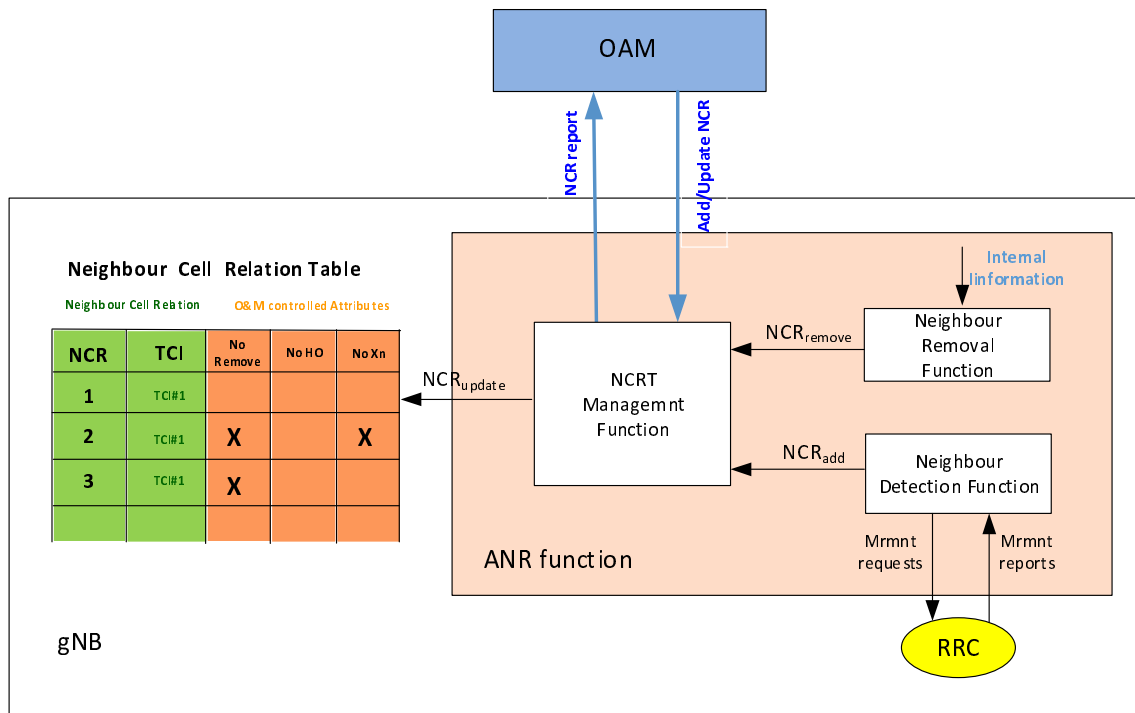 OAM
NCR report
Add/Update NCR
Neighbour Cell Relation Table
Neighbour Cell Relation
O&M controlled Attributes
NCR
TCI
No
Remove
No HO
No Xn
1
TCI#1
2
TCI#1
X
X
3
TCI#1
X
NCRupdate
NCRT
Managemnt
Function
NCRremove
NCRadd
Internal
Iinformation
Neighbour
Removal
Function
Neighbour
Detection Function
Mrmnt
requests
Mrmnt
reports
ANR function
RRC
gNB